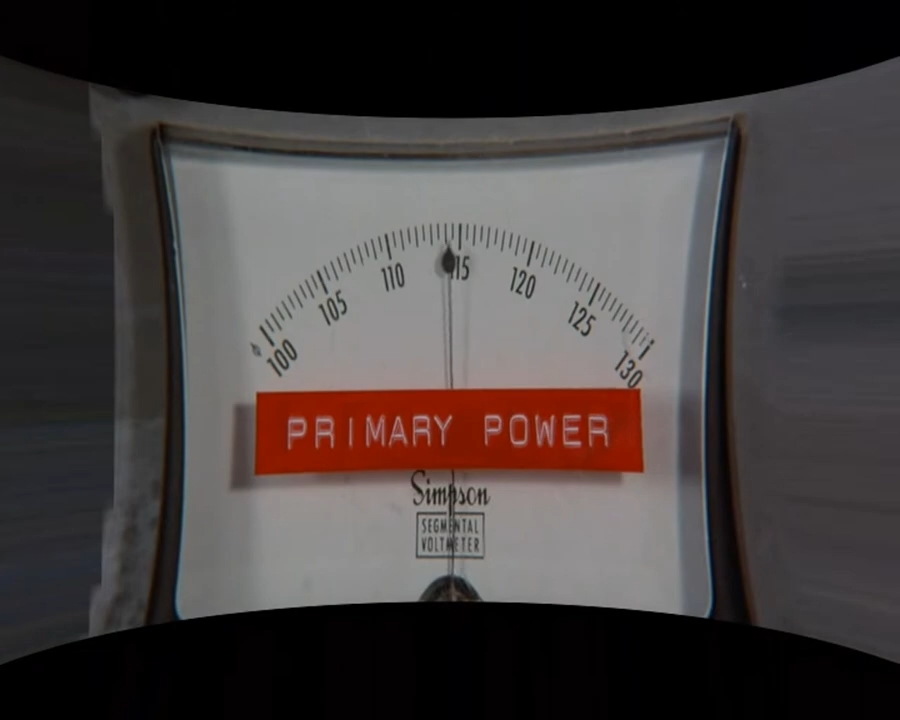 100 105 110 115 120 125 130
PRIMARY POWER
Simpson
SEGMENTAL
VOLTMETER